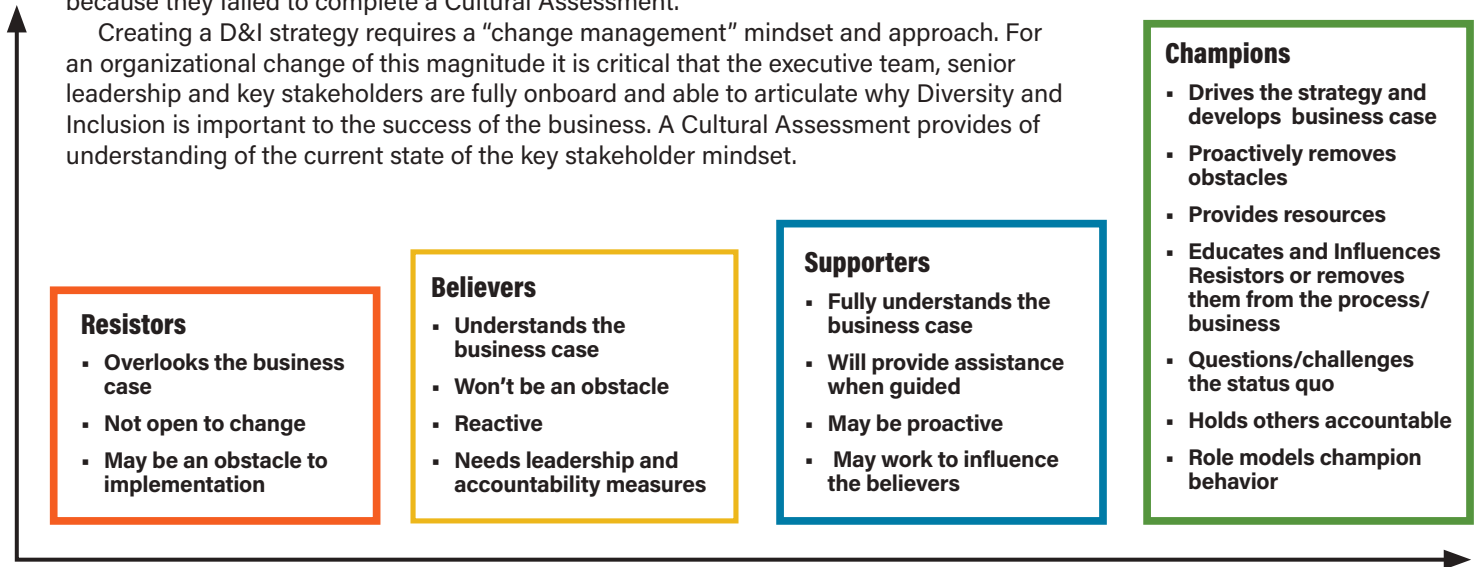 because they failed to complete a Cultural Assessment.
Creating a D&I strategy requires a “change management” mindset and approach. For
an organizational change of this magnitude it is critical that the executive team, senior
leadership and key stakeholders are fully onboard and able to articulate why Diversity and
Inclusion is important to the success of the business. A Cultural Assessment provides of
understanding of the current state of the key stakeholder mindset.
Resistors
▪ Overlooks the business
case
▪ Not open to change
▪ May be an obstacle to
implementation
Believers
▪ Understands the
business case
▪ Won’t be an obstacle
▪ Reactive
▪ Needs leadership and
accountability measures
Supporters
▪ Fully understands the
business case
▪ Will provide assistance
when guided
▪ May be proactive
▪ May work to influence
the believers
Champions
▪ Drives the strategy and
develops business case
▪ Proactively removes
obstacles
▪ Provides resources
▪ Educates and Influences
Resistors or removes
them from the process/
business
▪ Questions/challenges
the status quo
▪ Holds others accountable
▪ Role models champion
behavior